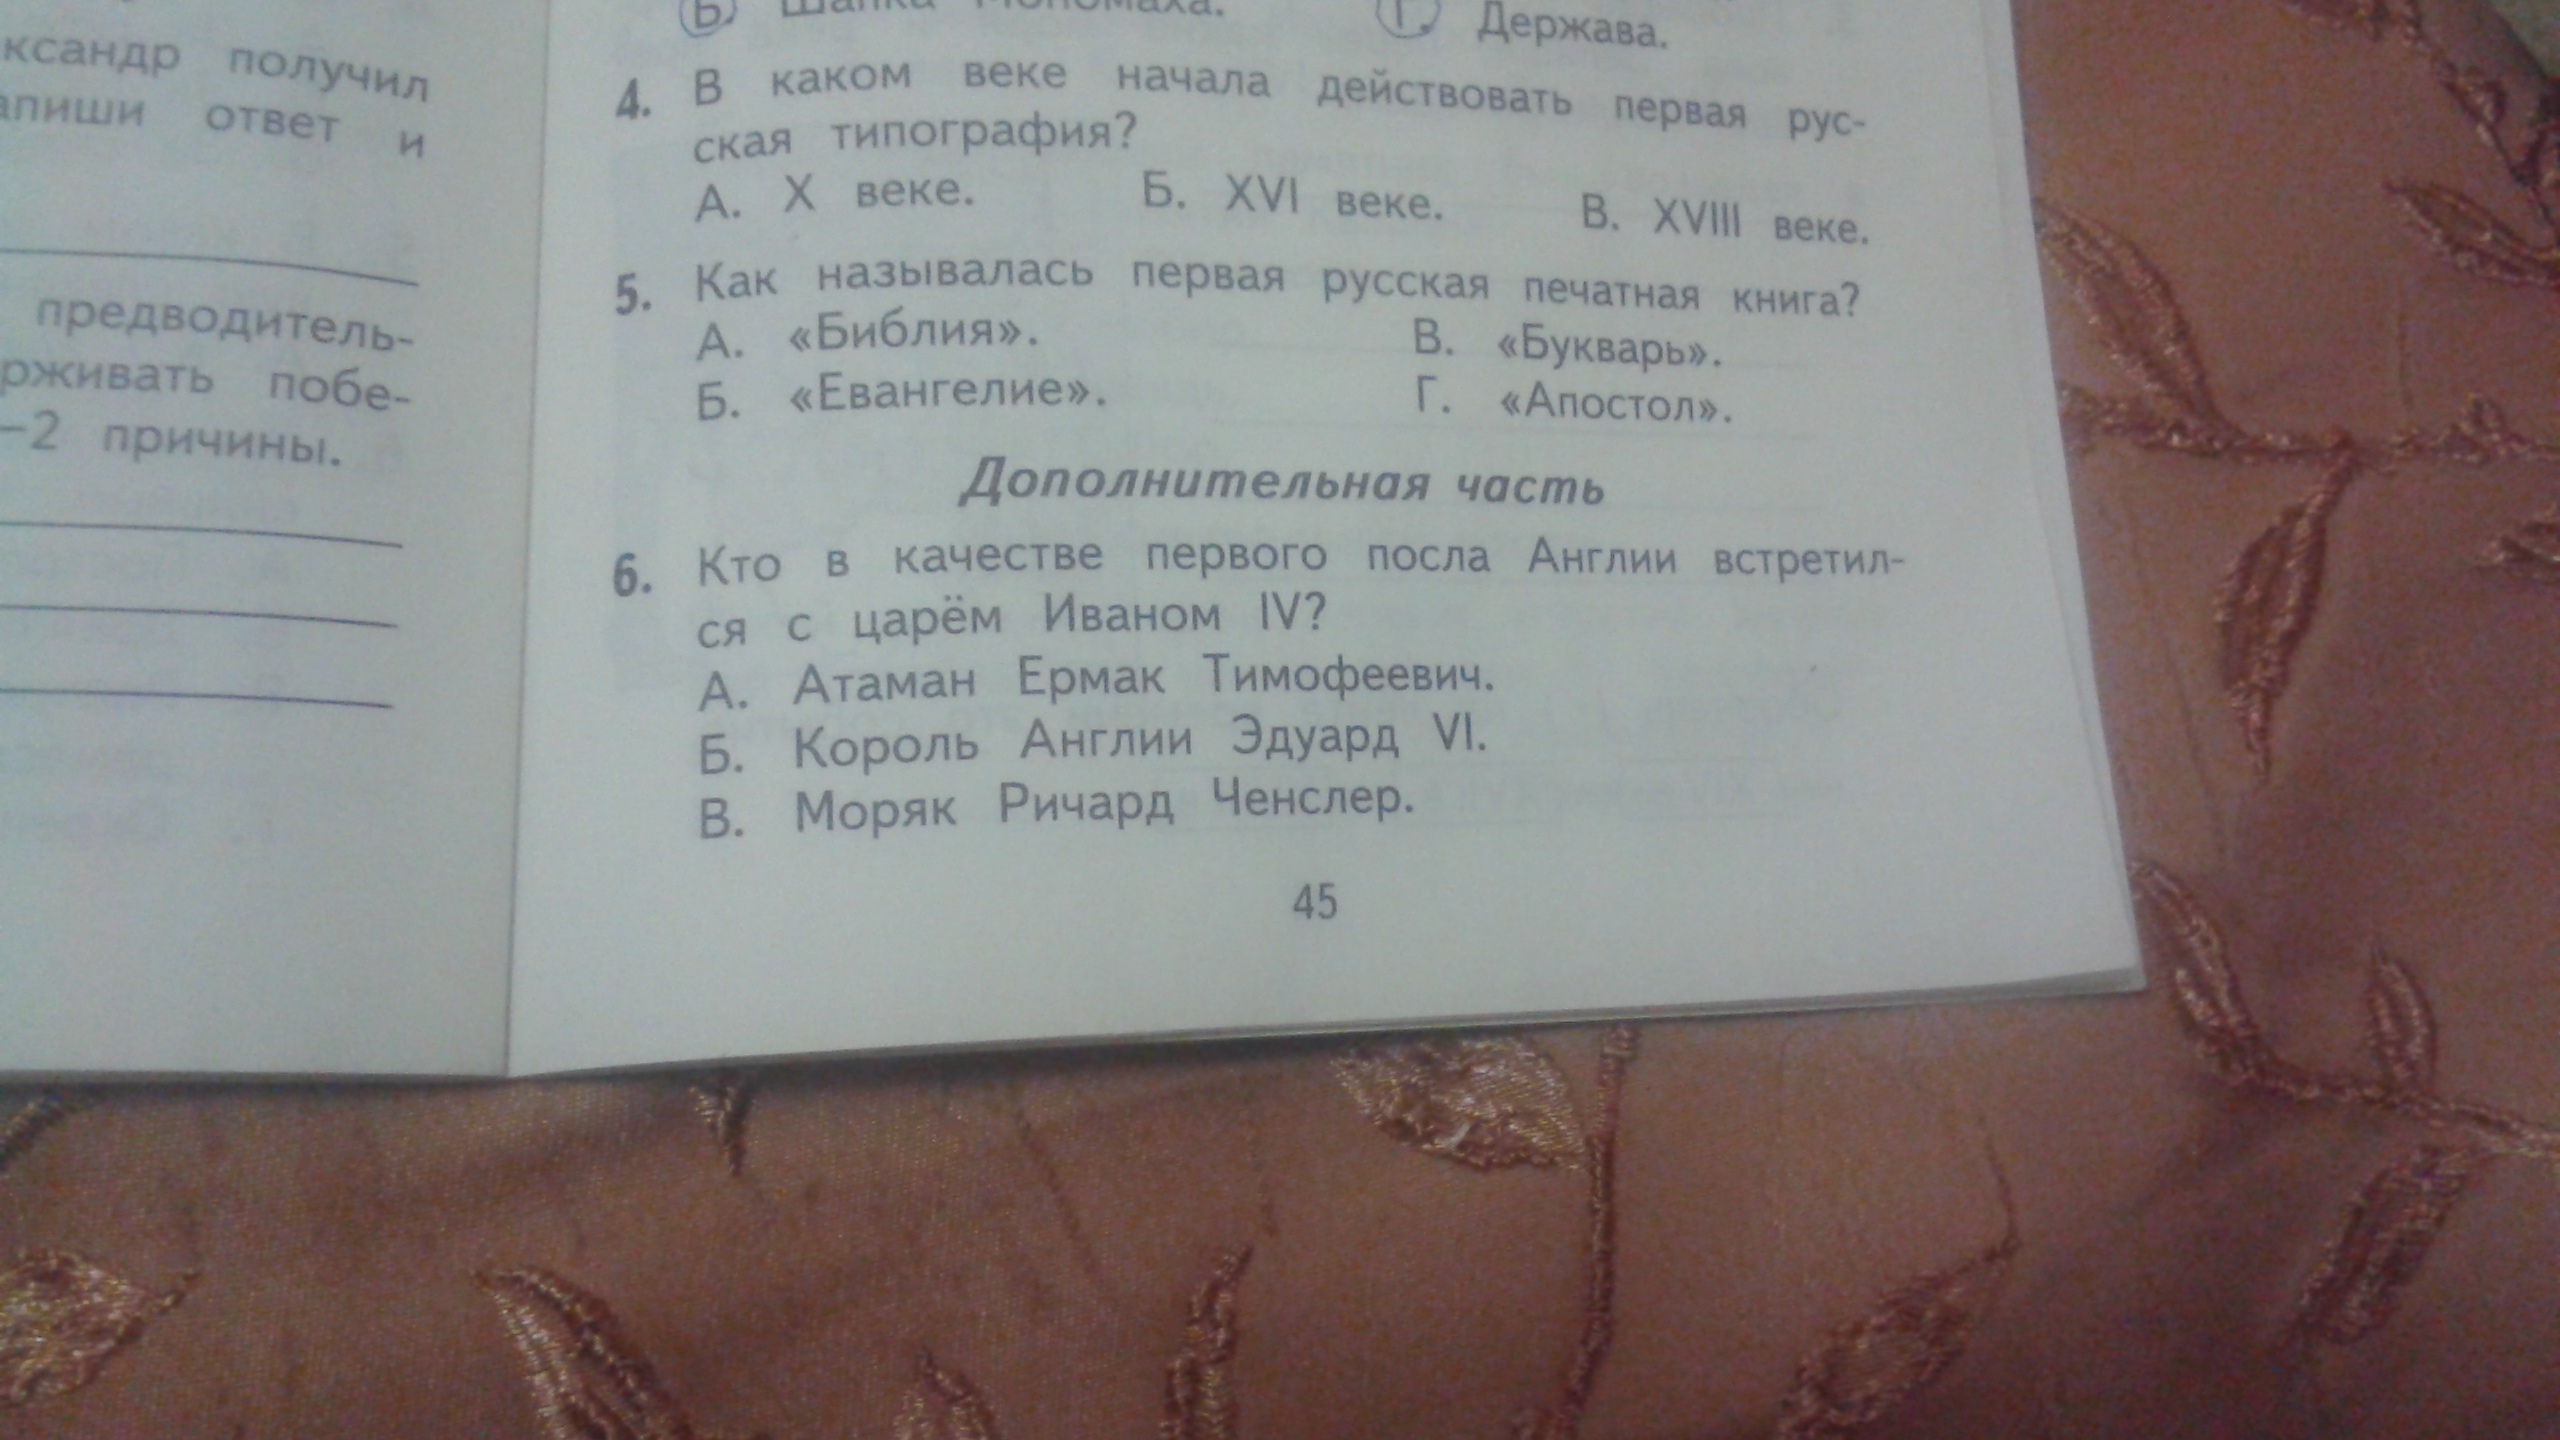 ксандр получил
апиши ответ и
предводитель-
рживать побе-
–2 причины.
Б. Шапка Мономаха. Г. Держава.
4. В каком веке начала действовать первая рус-
ская типография?
А. X веке. Б. XVI веке. В. XVIII веке.
5. Как называлась первая русская печатная книга?
А. «Библия». В. «Букварь».
Б. «Евангелие». Г. «Апостол».
Дополнительная часть
6. Кто в качестве первого посла Англии встретил-
ся с царём Иваном IV?
А. Атаман Ермак Тимофеевич.
Б. Король Англии Эдуард VI.
В. Моряк Ричард Ченслер.
45